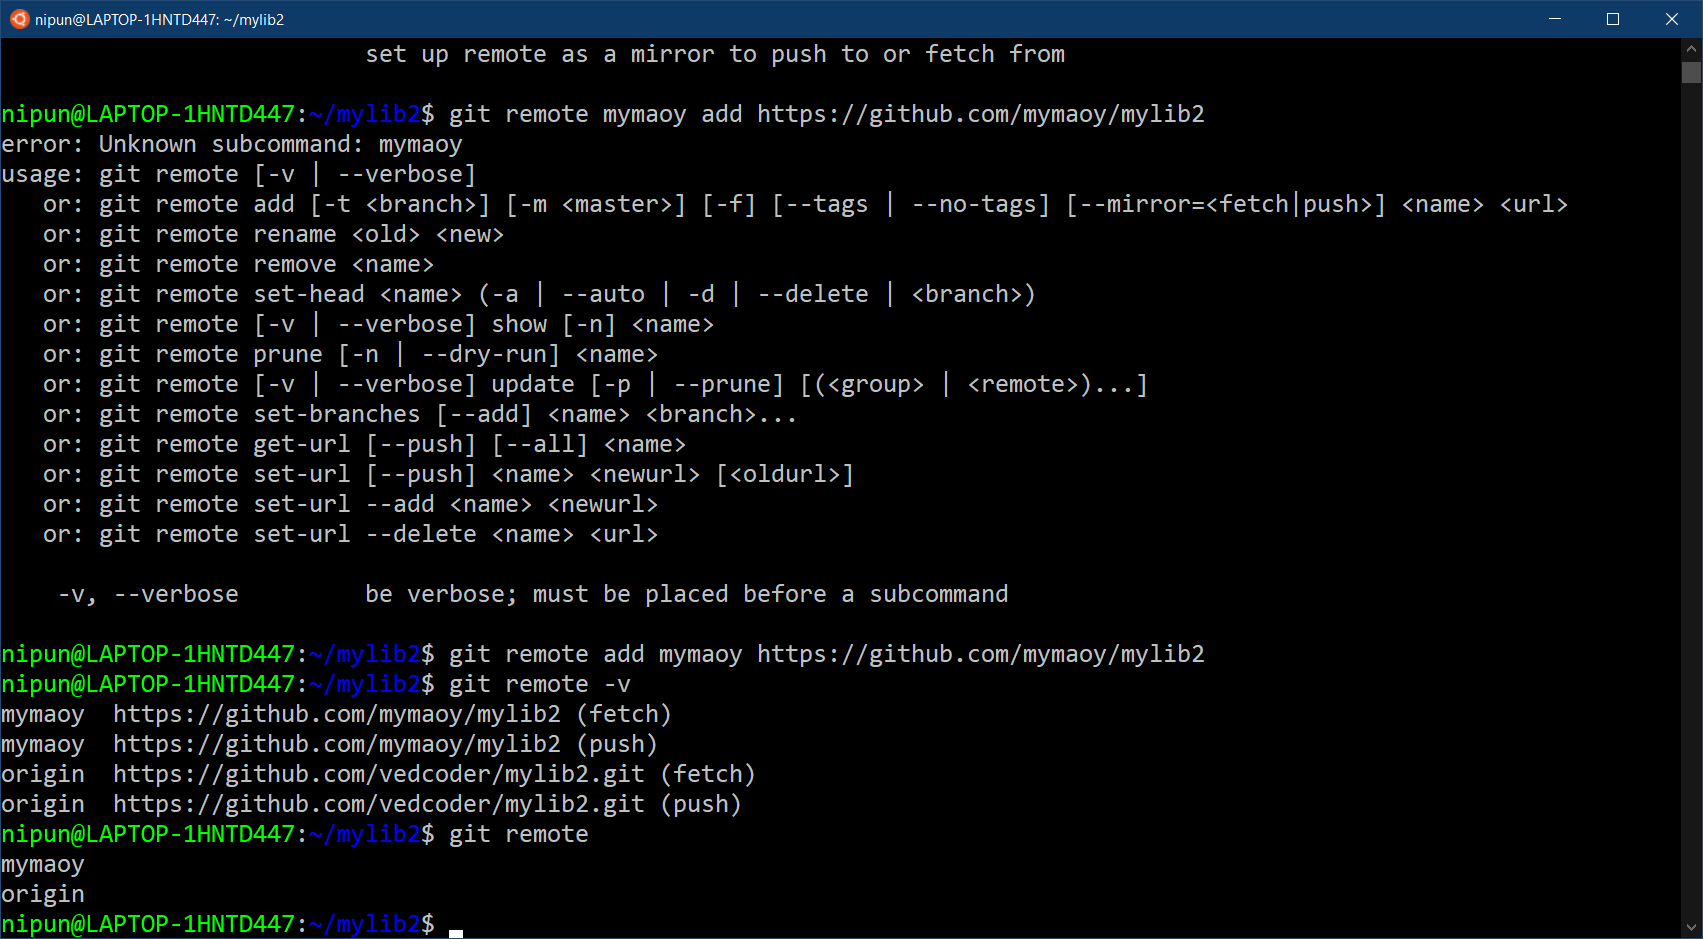 nipun@LAPTOP-1HNTD447: ~/mylib2
set up remote as a mirror to push to or fetch from
nipun@LAPTOP-1HNTD447:~/mylib2$ git remote mymaoy add https://github.com/mymaoy/mylib2
error: Unknown subcommand: mymaoy
usage: git remote [-v | --verbose]
   or: git remote add [-t <branch>] [-m <master>] [-f] [--tags | --no-tags] [--mirror=<fetch|push>] <name> <url>
   or: git remote rename <old> <new>
   or: git remote remove <name>
   or: git remote set-head <name> (-a | --auto | -d | --delete | <branch>)
   or: git remote [-v | --verbose] show [-n] <name>
   or: git remote prune [-n | --dry-run] <name>
   or: git remote [-v | --verbose] update [-p | --prune] [(<group> | <remote>)...]
   or: git remote set-branches [--add] <name> <branch>...
   or: git remote get-url [--push] [--all] <name>
   or: git remote set-url [--push] <name> <newurl> [<oldurl>]
   or: git remote set-url --add <name> <newurl>
   or: git remote set-url --delete <name> <url>
    -v, --verbose         be verbose; must be placed before a subcommand
nipun@LAPTOP-1HNTD447:~/mylib2$ git remote add mymaoy https://github.com/mymaoy/mylib2
nipun@LAPTOP-1HNTD447:~/mylib2$ git remote -v
mymaoy  https://github.com/mymaoy/mylib2 (fetch)
mymaoy  https://github.com/mymaoy/mylib2 (push)
origin  https://github.com/vedcoder/mylib2.git (fetch)
origin  https://github.com/vedcoder/mylib2.git (push)
nipun@LAPTOP-1HNTD447:~/mylib2$ git remote
mymaoy
origin
nipun@LAPTOP-1HNTD447:~/mylib2$